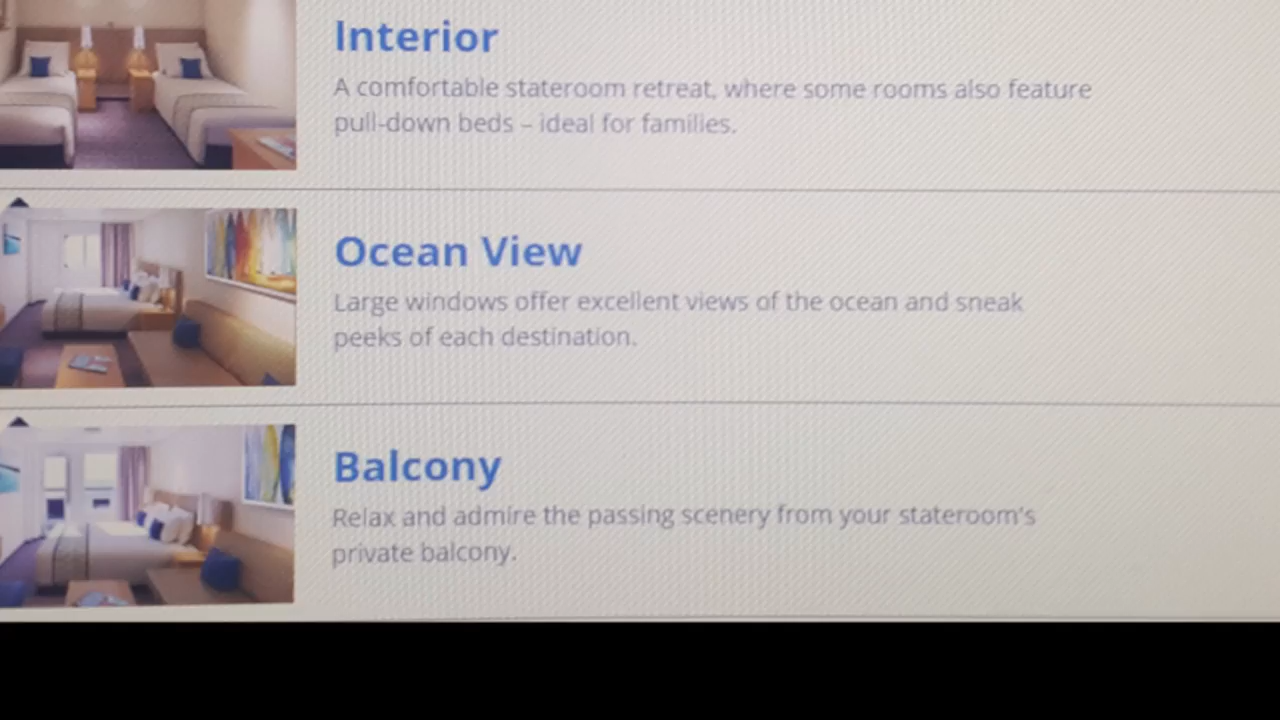 Interior
A comfortable stateroom retreat, where some rooms also feature
pull-down beds – ideal for families.
Ocean View
Large windows offer excellent views of the ocean and sneak
peeks of each destination.
Balcony
Relax and admire the passing scenery from your stateroom's
private balcony.